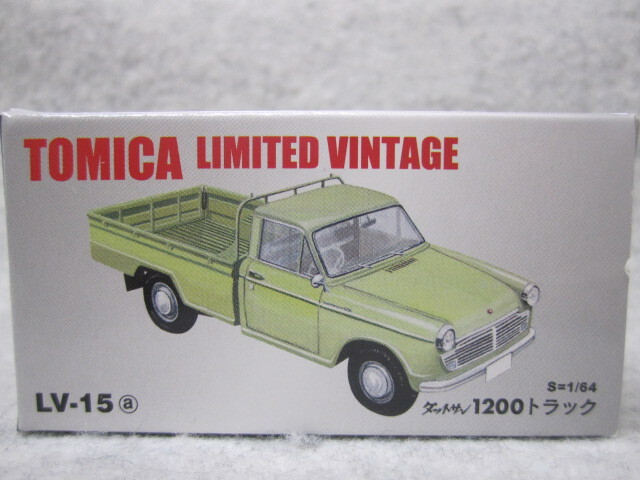 TOMICA LIMITED VINTAGE
S=1/64
LV-15 ⓐ ダットサン 1200トラック